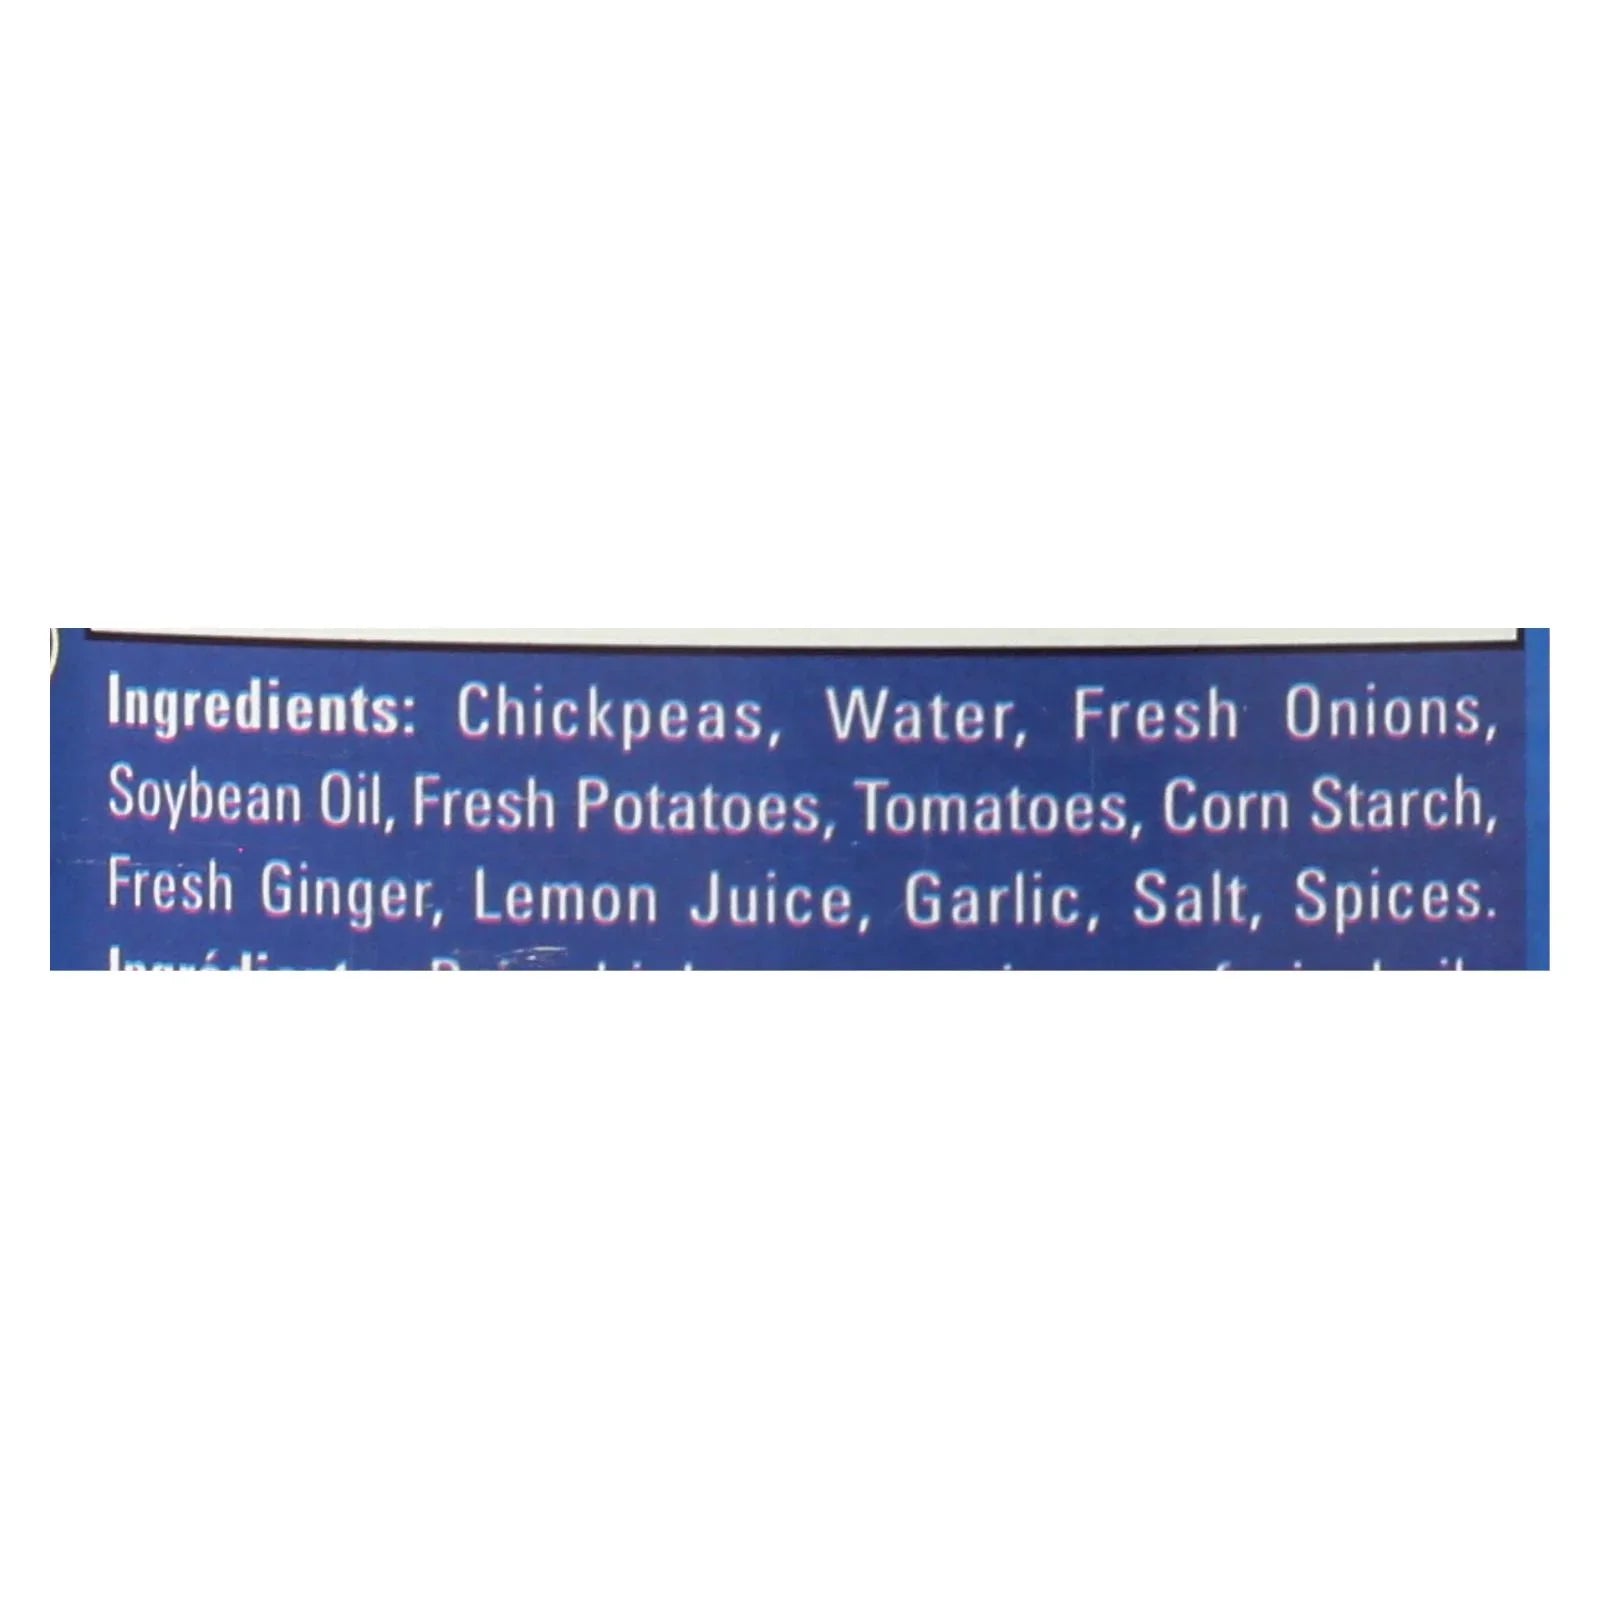 Ingredients: Chickpeas, Water, Fresh Onions,
Soybean Oil, Fresh Potatoes, Tomatoes, Corn Starch,
Fresh Ginger, Lemon Juice, Garlic, Salt, Spices.